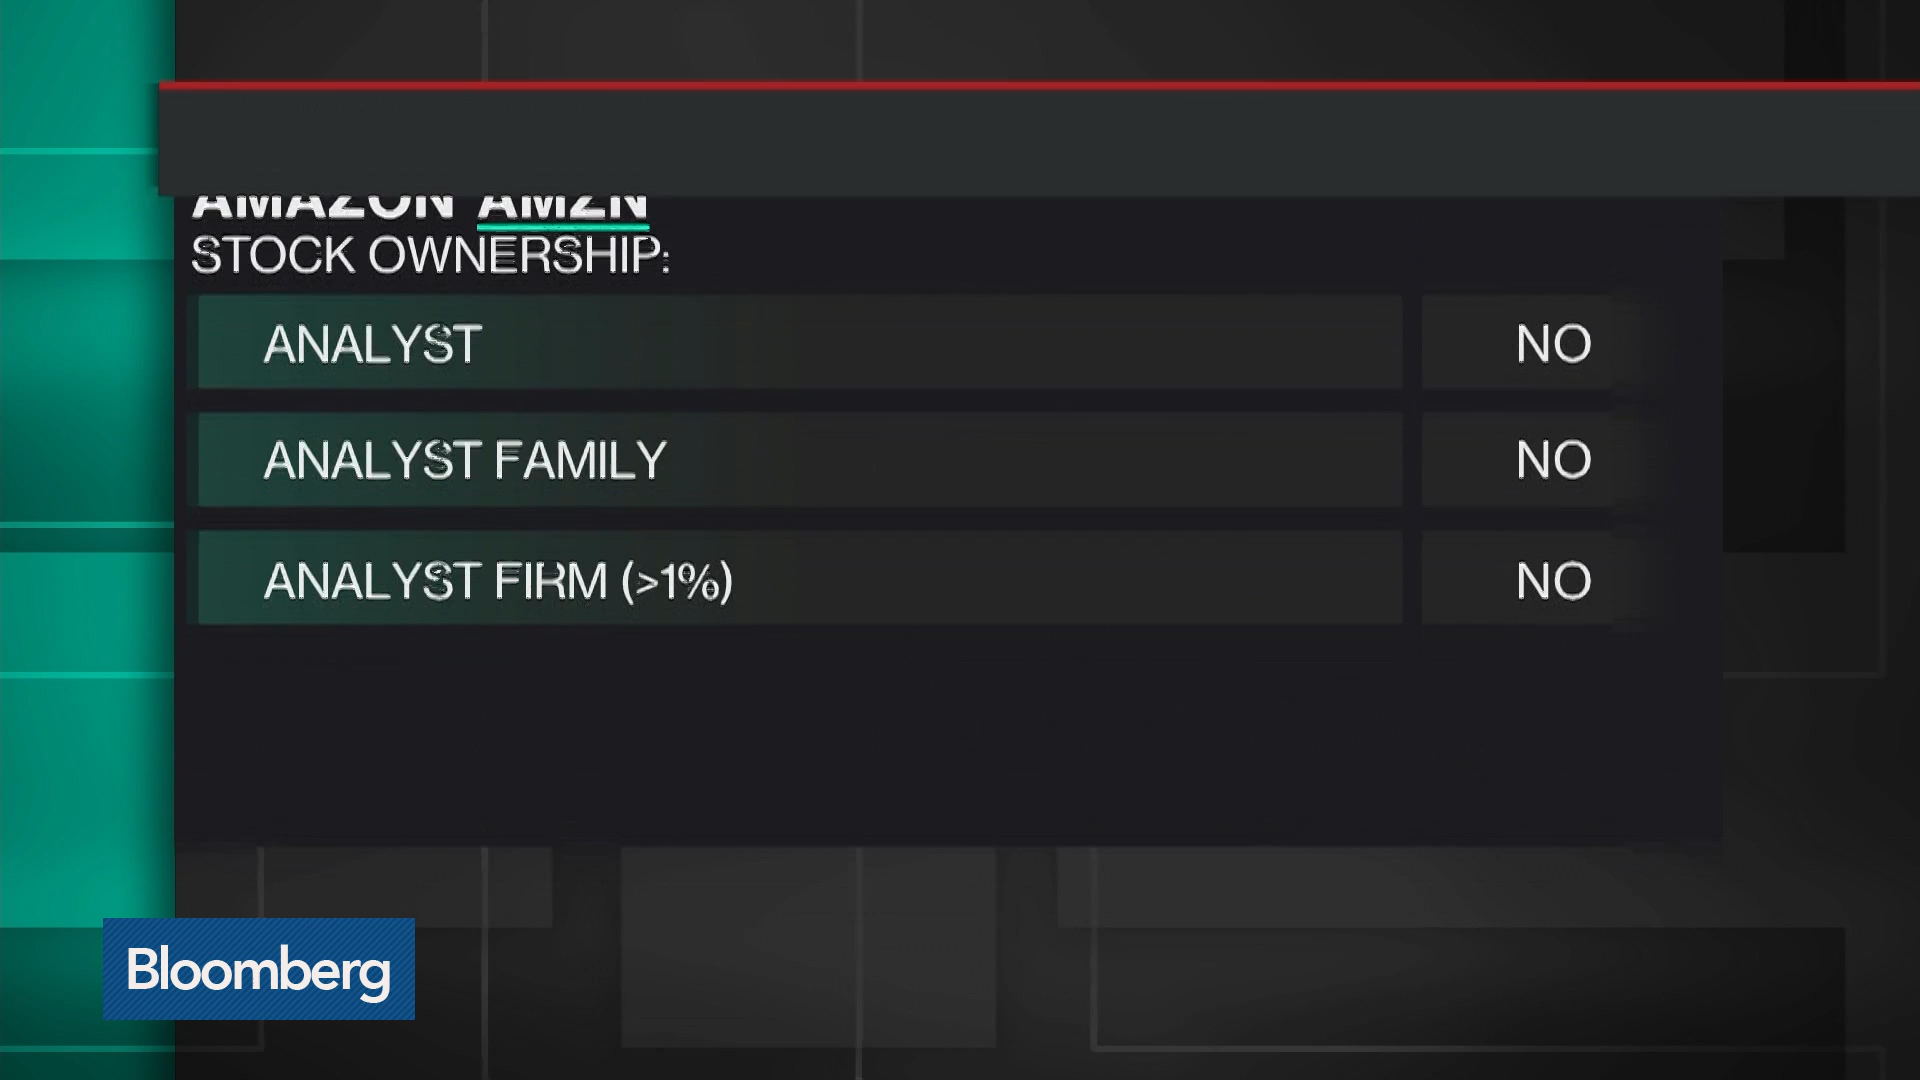 AMAZON AMZN
STOCK OWNERSHIP:
ANALYST NO
ANALYST FAMILY NO
ANALYST FIRM (>1%) NO
Bloomberg